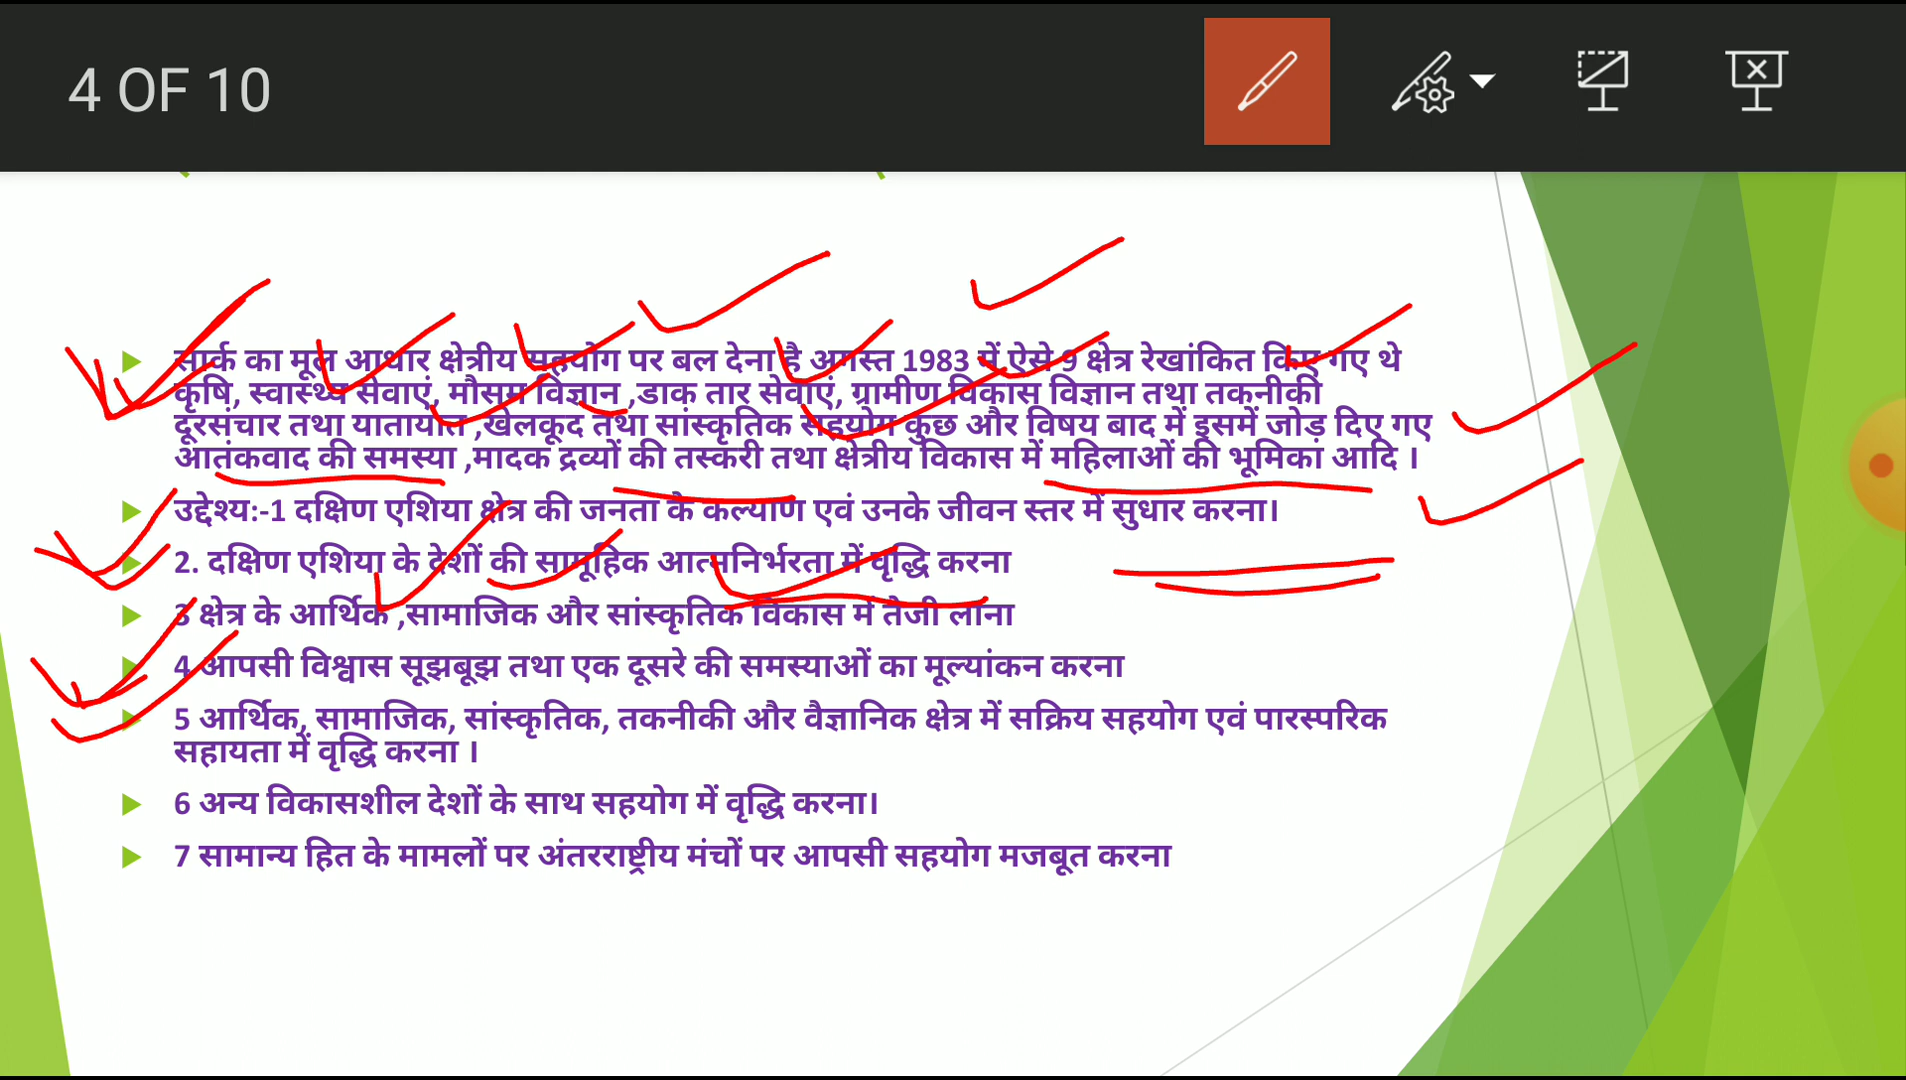 4 OF 10
सार्क का मूल आधार क्षेत्रीय सहयोग पर बल देना है अगस्त 1983 में ऐसे 9 क्षेत्र रेखांकित किए गए थे
कृषि, स्वास्थ्य सेवाएं, मौसम विज्ञान ,डाक तार सेवाएं, ग्रामीण विकास विज्ञान तथा तकनीकी
दूरसंचार तथा यातायात ,खेलकूद तथा सांस्कृतिक सहयोग कुछ और विषय बाद में इसमें जोड़ दिए गए
आतंकवाद की समस्या ,मादक द्रव्यों की तस्करी तथा क्षेत्रीय विकास में महिलाओं की भूमिका आदि ।
उद्देश्य:-1 दक्षिण एशिया क्षेत्र की जनता के कल्याण एवं उनके जीवन स्तर में सुधार करना।
2. दक्षिण एशिया के देशों की सामूहिक आत्मनिर्भरता में वृद्धि करना
3 क्षेत्र के आर्थिक ,सामाजिक और सांस्कृतिक विकास में तेजी लाना
4 आपसी विश्वास सूझबूझ तथा एक दूसरे की समस्याओं का मूल्यांकन करना
5 आर्थिक, सामाजिक, सांस्कृतिक, तकनीकी और वैज्ञानिक क्षेत्र में सक्रिय सहयोग एवं पारस्परिक
सहायता में वृद्धि करना ।
6 अन्य विकासशील देशों के साथ सहयोग में वृद्धि करना।
7 सामान्य हित के मामलों पर अंतरराष्ट्रीय मंचों पर आपसी सहयोग मजबूत करना